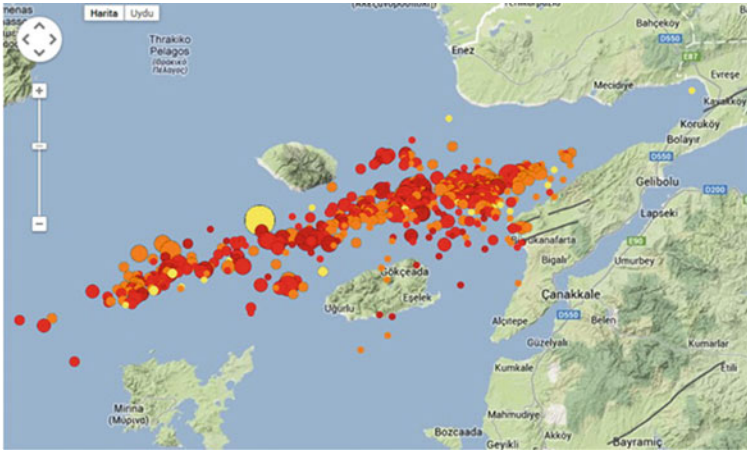 Harita
Uydu
Thrakiko
Pelagos
(Θρακικό
Πέλαγος)
Enez
Bahçeköy
D550
E87
Mecidiye
Evreşe
Kavakköy
Koruköy
Bolayır
D550
Gelibolu
D200
Lapseki
Büyükanafarta
E90
Bigalı
Umurbey
Gökçeada
Uğurlu
Eşelek
Çanakkale
D550
Belen
Alçıtepe
Güzelyalı
Kumarlar
Kumkale
Etili
Mirina
(Μύρινα)
Mahmudiye
Bozcaada
Geyikli
Akköy
Bayramiç